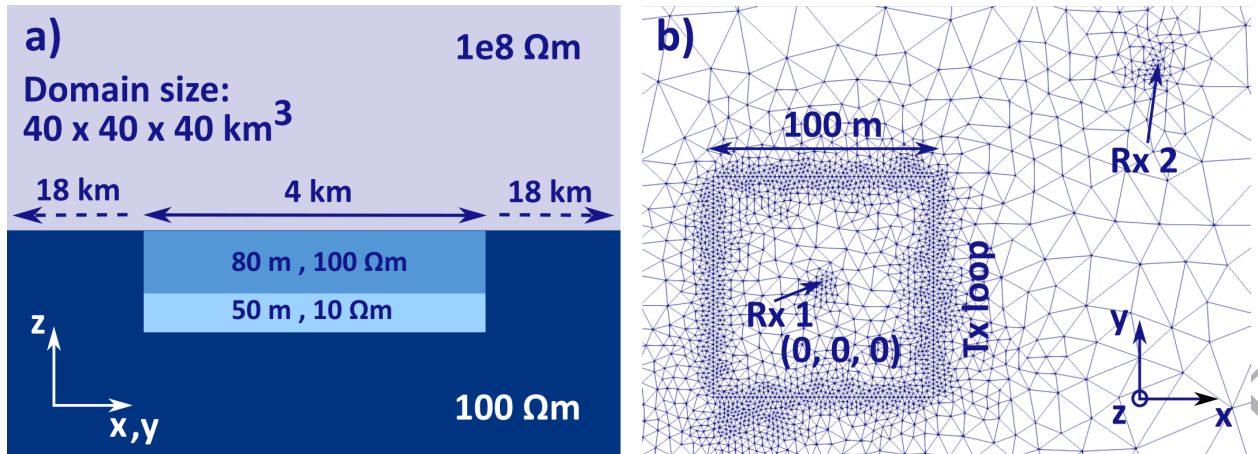 a)
1e8 Ωm
Domain size:
40 x 40 x 40 km³
18 km
4 km
18 km
80 m , 100 Ωm
50 m , 10 Ωm
z
x,y
100 Ωm
b)
100 m
Rx 2
Tx loop
Rx 1
(0, 0, 0)
y
z
x